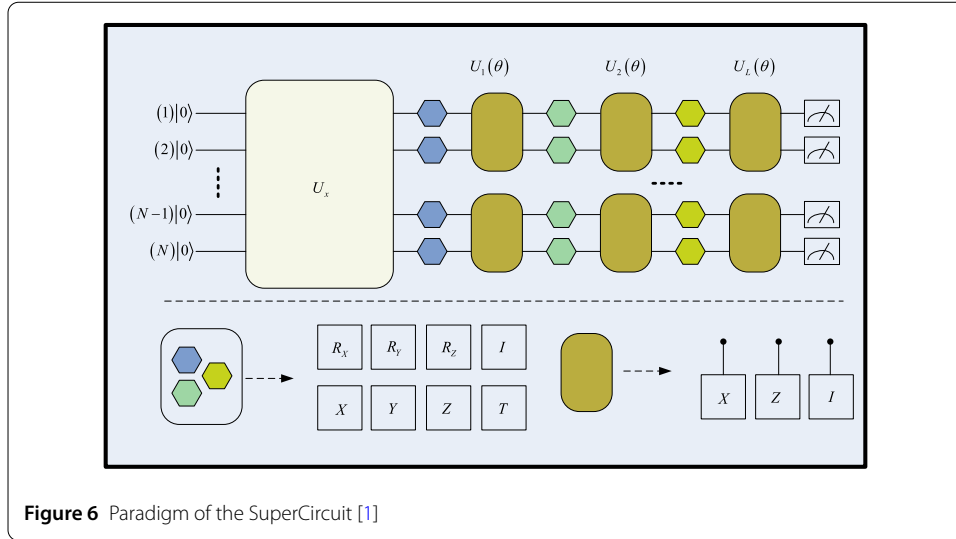 U_1(θ) U_2(θ) U_L(θ)
(1)|0⟩
(2)|0⟩
U_x
(N−1)|0⟩
(N)|0⟩
R_X R_Y R_Z I
X Y Z T
X Z I
Figure 6 Paradigm of the SuperCircuit [1]